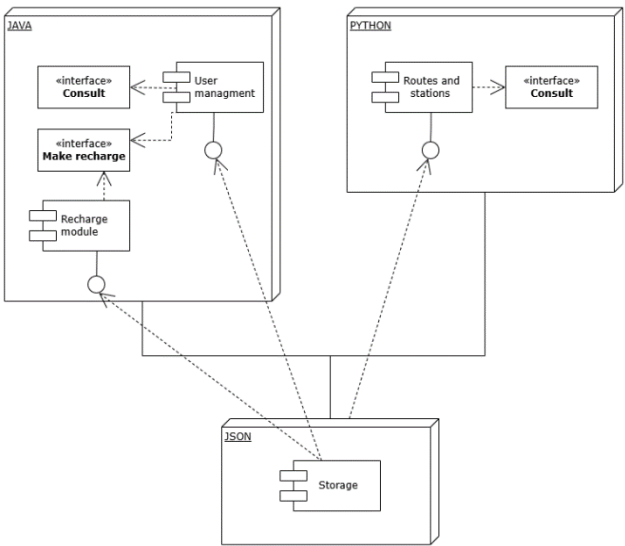 JAVA
«interface»
Consult
User
managment
«interface»
Make recharge
Recharge
module
PYTHON
Routes and
stations
«interface»
Consult
JSON
Storage